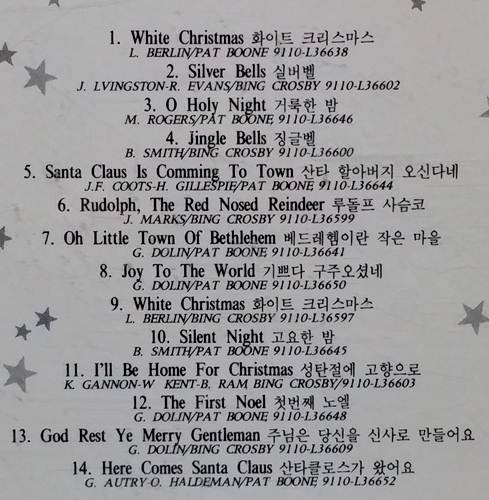 1. White Christmas 화이트 크리스마스
L. BERLIN/PAT BOONE 9110-L36638
2. Silver Bells 실버벨
J. LVINGSTON-R. EVANS/BING CROSBY 9110-L36602
3. O Holy Night 거룩한 밤
M. ROGERS/PAT BOONE 9110-L36646
4. Jingle Bells 징글벨
B. SMITH/BING CROSBY 9110-L36600
5. Santa Claus Is Comming To Town 산타 할아버지 오신다네
J.F. COOTS-H. GILLESPIE/PAT BOONE 9110-L36644
6. Rudolph, The Red Nosed Reindeer 루돌프 사슴코
J. MARKS/BING CROSBY 9110-L36599
7. Oh Little Town Of Bethlehem 베드레헴이란 작은 마을
G. DOLIN/PAT BOONE 9110-L36641
8. Joy To The World 기쁘다 구주오셨네
G. DOLIN/PAT BOONE 9110-L36650
9. White Christmas 화이트 크리스마스
L. BERLIN/BING CROSBY 9110-L36597
10. Silent Night 고요한 밤
B. SMITH/PAT BOONE 9110-L36645
11. I'll Be Home For Christmas 성탄절에 고향으로
K. GANNON-W KENT-B. RAM BING CROSBY/9110-L36603
12. The First Noel 첫번째 노엘
G. DOLIN/PAT BOONE 9110-L36648
13. God Rest Ye Merry Gentleman 주님은 당신을 신사로 만들어요
G. DOLIN/BING CROSBY 9110-L36609
14. Here Comes Santa Claus 산타클로스가 왔어요
G. AUTRY-O. HALDEMAN/PAT BOONE 9110-L36652